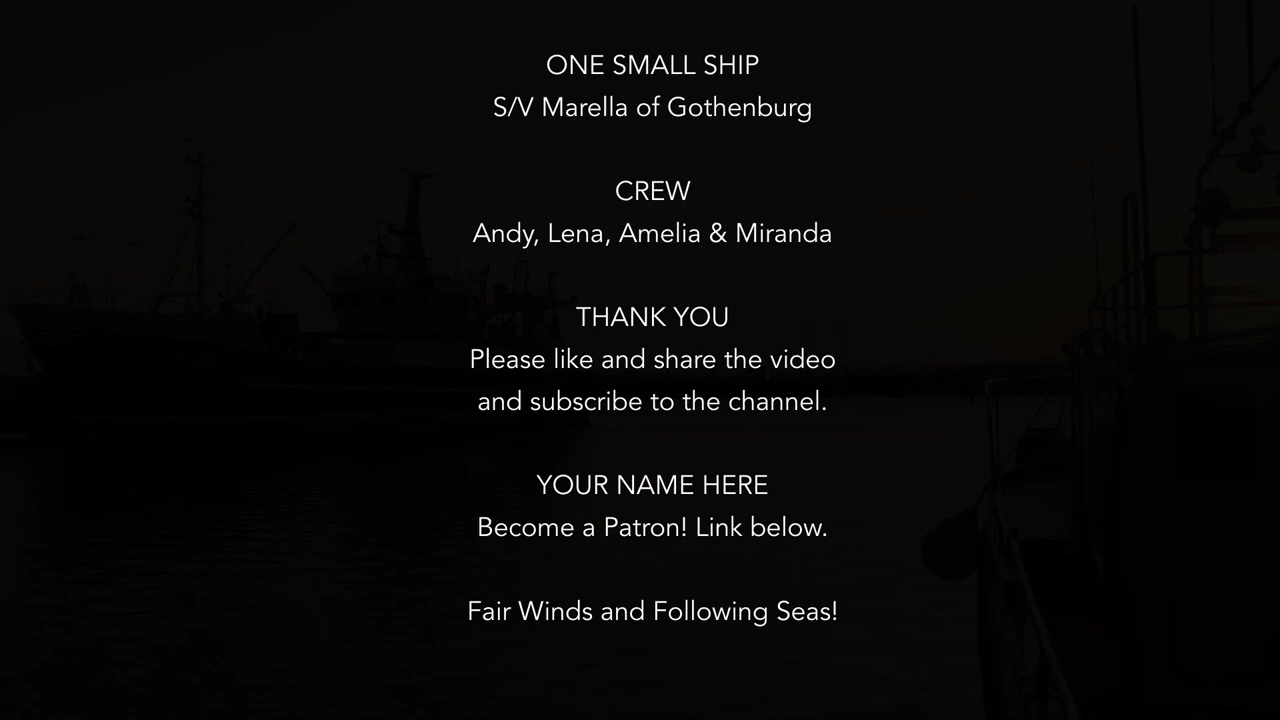 ONE SMALL SHIP
S/V Marella of Gothenburg
CREW
Andy, Lena, Amelia & Miranda
THANK YOU
Please like and share the video
and subscribe to the channel.
YOUR NAME HERE
Become a Patron! Link below.
Fair Winds and Following Seas!